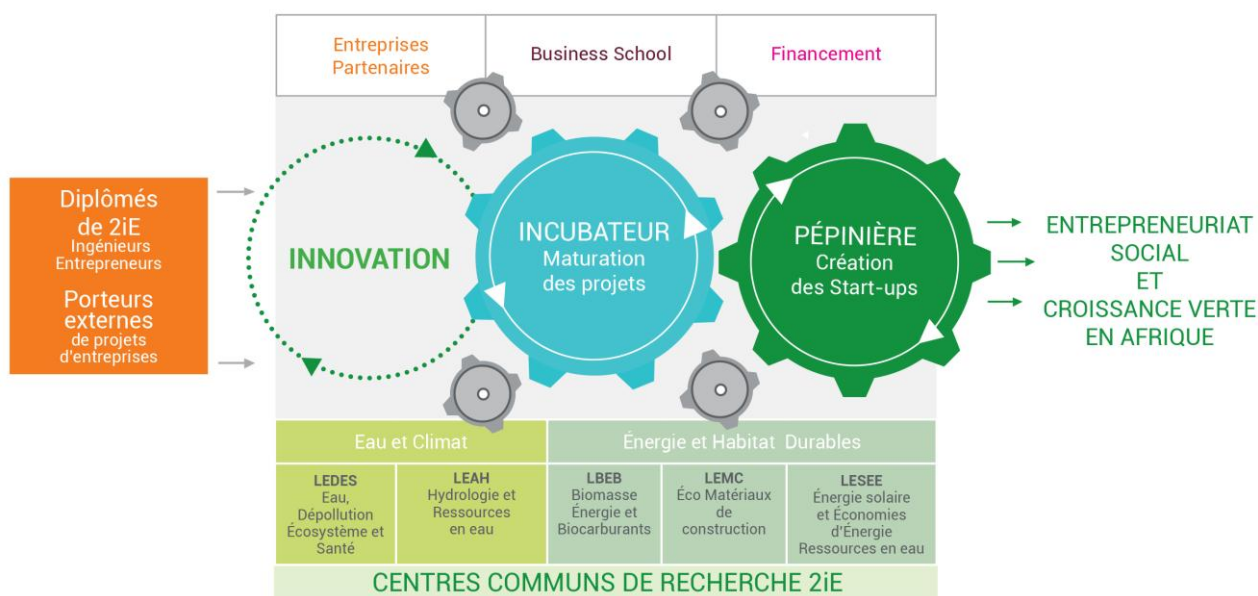 Entreprises
Partenaires
Business School
Financement
Diplômés
de 2iE
Ingénieurs
Entrepreneurs
Porteurs
externes
de projets
d'entreprises
INNOVATION
INCUBATEUR
Maturation
des projets
PÉPINIÈRE
Création
des Start-ups
ENTREPRENEURIAT
SOCIAL
ET
CROISSANCE VERTE
EN AFRIQUE
Eau et Climat
Énergie et Habitat Durables
LEDES
Eau,
Dépollution
Écosystème et
Santé
LEAH
Hydrologie et
Ressources
en eau
LBEB
Biomasse
Énergie et
Biocarburants
LEMC
Éco Matériaux
de
construction
LESEE
Énergie solaire
et Économies
d'Énergie
Ressources en eau
CENTRES COMMUNS DE RECHERCHE 2iE